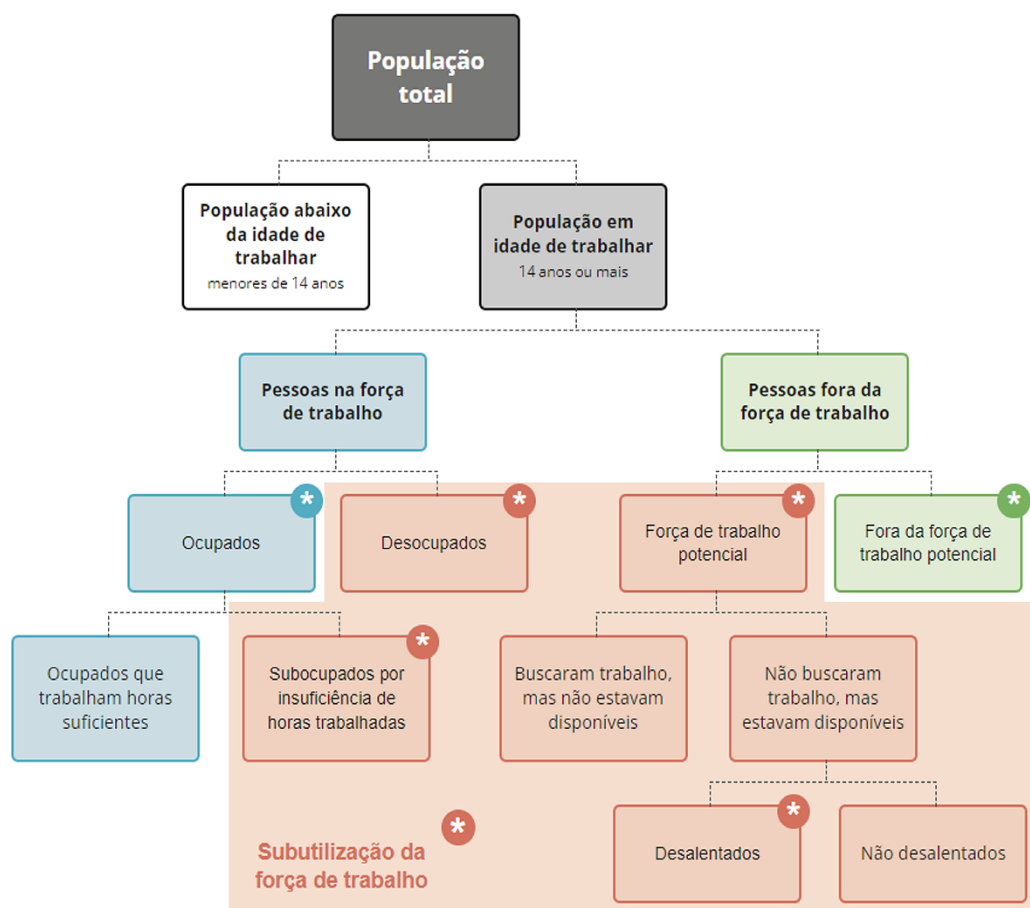 População
total
População abaixo
da idade de
trabalhar
menores de 14 anos
População em
idade de trabalhar
14 anos ou mais
Pessoas na força
de trabalho
Pessoas fora da
força de trabalho
*
Ocupados
*
Desocupados
*
Força de trabalho
potencial
*
Fora da força de
trabalho potencial
Ocupados que
trabalham horas
suficientes
*
Subocupados por
insuficiência de
horas trabalhadas
Buscaram trabalho,
mas não estavam
disponíveis
Não buscaram
trabalho, mas
estavam disponíveis
*
Desalentados
Não desalentados
*
Subutilização da
força de trabalho